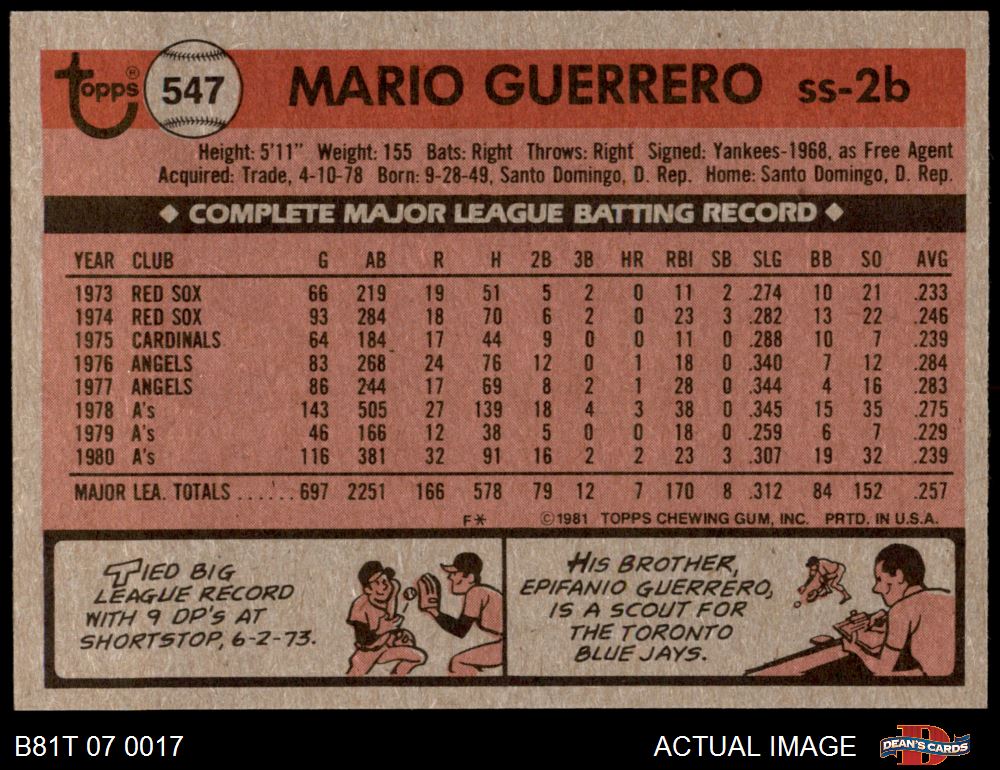 topps® 547 MARIO GUERRERO ss-2b
Height: 5'11" Weight: 155 Bats: Right Throws: Right Signed: Yankees-1968, as Free Agent
Acquired: Trade, 4-10-78 Born: 9-28-49, Santo Domingo, D. Rep. Home: Santo Domingo, D. Rep.
◆ COMPLETE MAJOR LEAGUE BATTING RECORD ◆
YEAR CLUB G AB R H 2B 3B HR RBI SB SLG BB SO AVG
1973 RED SOX 66 219 19 51 5 2 0 11 2 .274 10 21 .233
1974 RED SOX 93 284 18 70 6 2 0 23 3 .282 13 22 .246
1975 CARDINALS 64 184 17 44 9 0 0 11 0 .288 10 7 .239
1976 ANGELS 83 268 24 76 12 0 1 18 0 .340 7 12 .284
1977 ANGELS 86 244 17 69 8 2 1 28 0 .344 4 16 .283
1978 A's 143 505 27 139 18 4 3 38 0 .345 15 35 .275
1979 A's 46 166 12 38 5 0 0 18 0 .259 6 7 .229
1980 A's 116 381 32 91 16 2 2 23 3 .307 19 32 .239
MAJOR LEA. TOTALS ...... 697 2251 166 578 79 12 7 170 8 .312 84 152 .257
F* ©1981 TOPPS CHEWING GUM, INC. PRTD. IN U.S.A.
TIED BIG
LEAGUE RECORD
WITH 9 DP'S AT
SHORTSTOP, 6-2-73.
HIS BROTHER,
EPIFANIO GUERRERO,
IS A SCOUT FOR
THE TORONTO
BLUE JAYS.
B81T 07 0017 ACTUAL IMAGE D DEAN'S CARDS